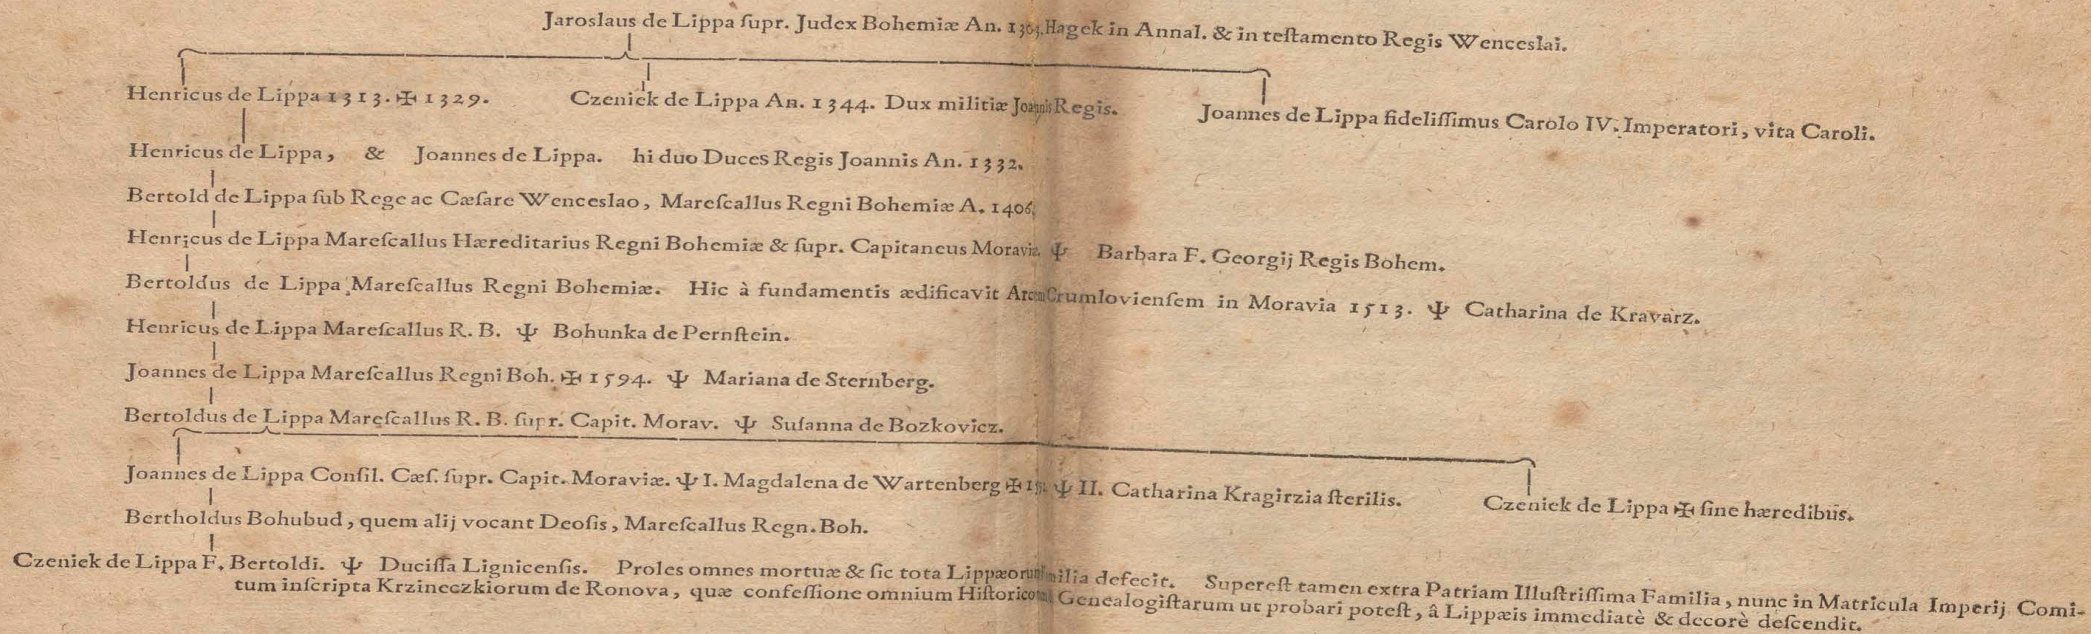 Jaroslaus de Lippa ſupr. Judex Bohemiæ An. 1303. Hagek in Annal. & in teſtamento Regis Wenceslai.
Henricus de Lippa 1313. ✠ 1329. Czeniek de Lippa An. 1344. Dux militiæ Joannis Regis. Joannes de Lippa fideliſſimus Carolo IV. Imperatori, vita Caroli.
Henricus de Lippa, & Joannes de Lippa. hi duo Duces Regis Joannis An. 1332.
Bertold de Lippa ſub Rege ac Cæſare Wenceslao, Mareſcallus Regni Bohemiæ A. 1406.
Henricus de Lippa Mareſcallus Hæreditarius Regni Bohemiæ & ſupr. Capitaneus Moraviæ. Ψ Barbara F. Georgij Regis Bohem.
Bertoldus de Lippa Mareſcallus Regni Bohemiæ. Hic à fundamentis ædificavit Arcem Crumlovienſem in Moravia 1513. Ψ Catharina de Kravarz.
Henricus de Lippa Mareſcallus R. B. Ψ Bohunka de Pernſtein.
Joannes de Lippa Mareſcallus Regni Boh. ✠ 1594. Ψ Mariana de Sternberg.
Bertoldus de Lippa Mareſcallus R. B. ſupr. Capit. Morav. Ψ Suſanna de Bozkovicz.
Joannes de Lippa Conſil. Cæſ. ſupr. Capit. Moraviæ. Ψ I. Magdalena de Wartenberg ✠ Ψ II. Catharina Kragirzia ſterilis. Czeniek de Lippa ✠ ſine hæredibus.
Bertholdus Bohubud, quem alij vocant Deoſis, Mareſcallus Regn. Boh.
Czeniek de Lippa F. Bertoldi. Ψ Duciſſa Lignicenſis. Proles omnes mortuæ & ſic tota Lippæorum familia defecit. Supereſt tamen extra Patriam Illuſtriſſima Familia, nunc in Matricula Imperij Comi-
tum inſcripta Krzineczkiorum de Ronova, quæ confeſſione omnium Hiſtoricorum Genealogiſtarum ut probari poteſt, â Lippæis immediatè & decorè deſcendit.